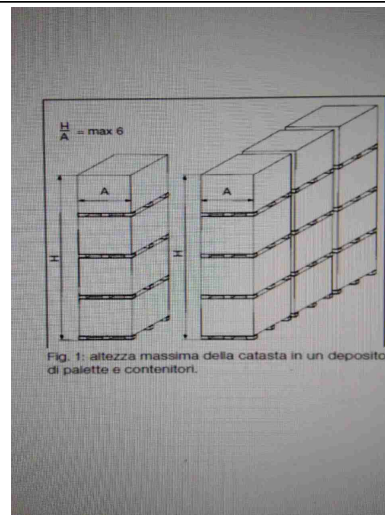 H
A = max 6
A
A
H
H
Fig. 1: altezza massima della catasta in un deposito
di palette e contenitori.